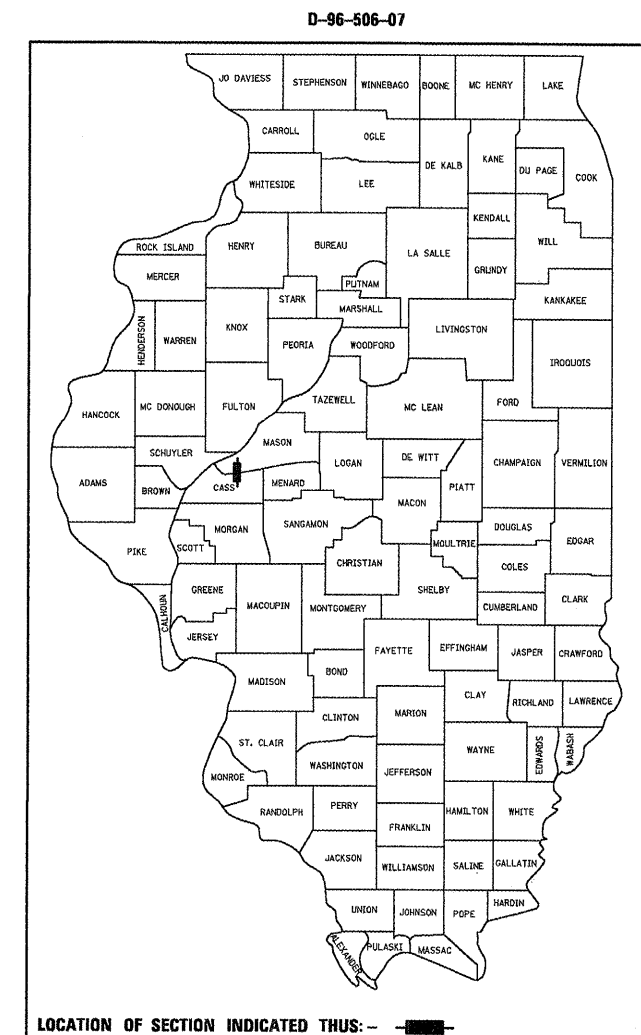 D-96-506-07
JO DAVIESS
STEPHENSON
WINNEBAGO
BOONE
MC HENRY
LAKE
CARROLL
OGLE
DE KALB
KANE
DU PAGE
COOK
WHITESIDE
LEE
KENDALL
WILL
ROCK ISLAND
HENRY
BUREAU
LA SALLE
GRUNDY
MERCER
PUTNAM
STARK
MARSHALL
KANKAKEE
HENDERSON
WARREN
KNOX
PEORIA
WOODFORD
LIVINGSTON
IROQUOIS
HANCOCK
MC DONOUGH
FULTON
TAZEWELL
MC LEAN
FORD
MASON
SCHUYLER
LOGAN
DE WITT
CHAMPAIGN
VERMILION
ADAMS
BROWN
CASS
MENARD
PIATT
MACON
MORGAN
SANGAMON
DOUGLAS
EDGAR
PIKE
SCOTT
CHRISTIAN
MOULTRIE
COLES
GREENE
MACOUPIN
MONTGOMERY
SHELBY
CUMBERLAND
CLARK
CALHOUN
JERSEY
FAYETTE
EFFINGHAM
JASPER
CRAWFORD
MADISON
BOND
CLAY
RICHLAND
LAWRENCE
CLINTON
MARION
ST. CLAIR
WAYNE
EDWARDS
WABASH
MONROE
WASHINGTON
JEFFERSON
RANDOLPH
PERRY
HAMILTON
WHITE
FRANKLIN
JACKSON
WILLIAMSON
SALINE
GALLATIN
UNION
JOHNSON
POPE
HARDIN
ALEXANDER
PULASKI
MASSAC
LOCATION OF SECTION INDICATED THUS: -